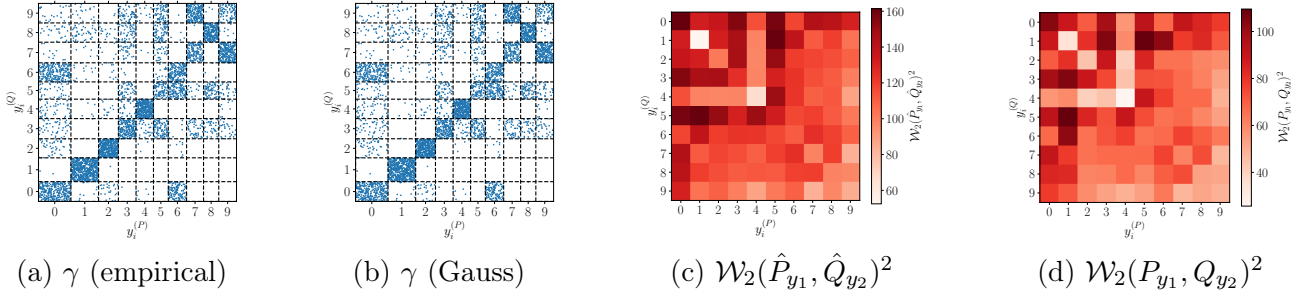 9
8
7
6
5
4
3
2
1
0
y_i^{(Q)}
0 1 2 3 4 5 6 7 8 9
y_i^{(P)}
(a) γ (empirical)
9
8
7
6
5
4
3
2
1
0
y_i^{(Q)}
0 1 2 3 4 5 6 7 8 9
y_i^{(P)}
(b) γ (Gauss)
0
1
2
3
4
5
6
7
8
9
y_i^{(Q)}
0 1 2 3 4 5 6 7 8 9
y_i^{(P)}
160
140
120
100
80
60
𝒲_2(P̂_{y_1}, Q̂_{y_2})^2
(c) 𝒲_2(P̂_{y_1}, Q̂_{y_2})^2
0
1
2
3
4
5
6
7
8
9
y_i^{(Q)}
0 1 2 3 4 5 6 7 8 9
y_i^{(P)}
100
80
60
40
𝒲_2(P_{y_1}, Q_{y_2})^2
(d) 𝒲_2(P_{y_1}, Q_{y_2})^2